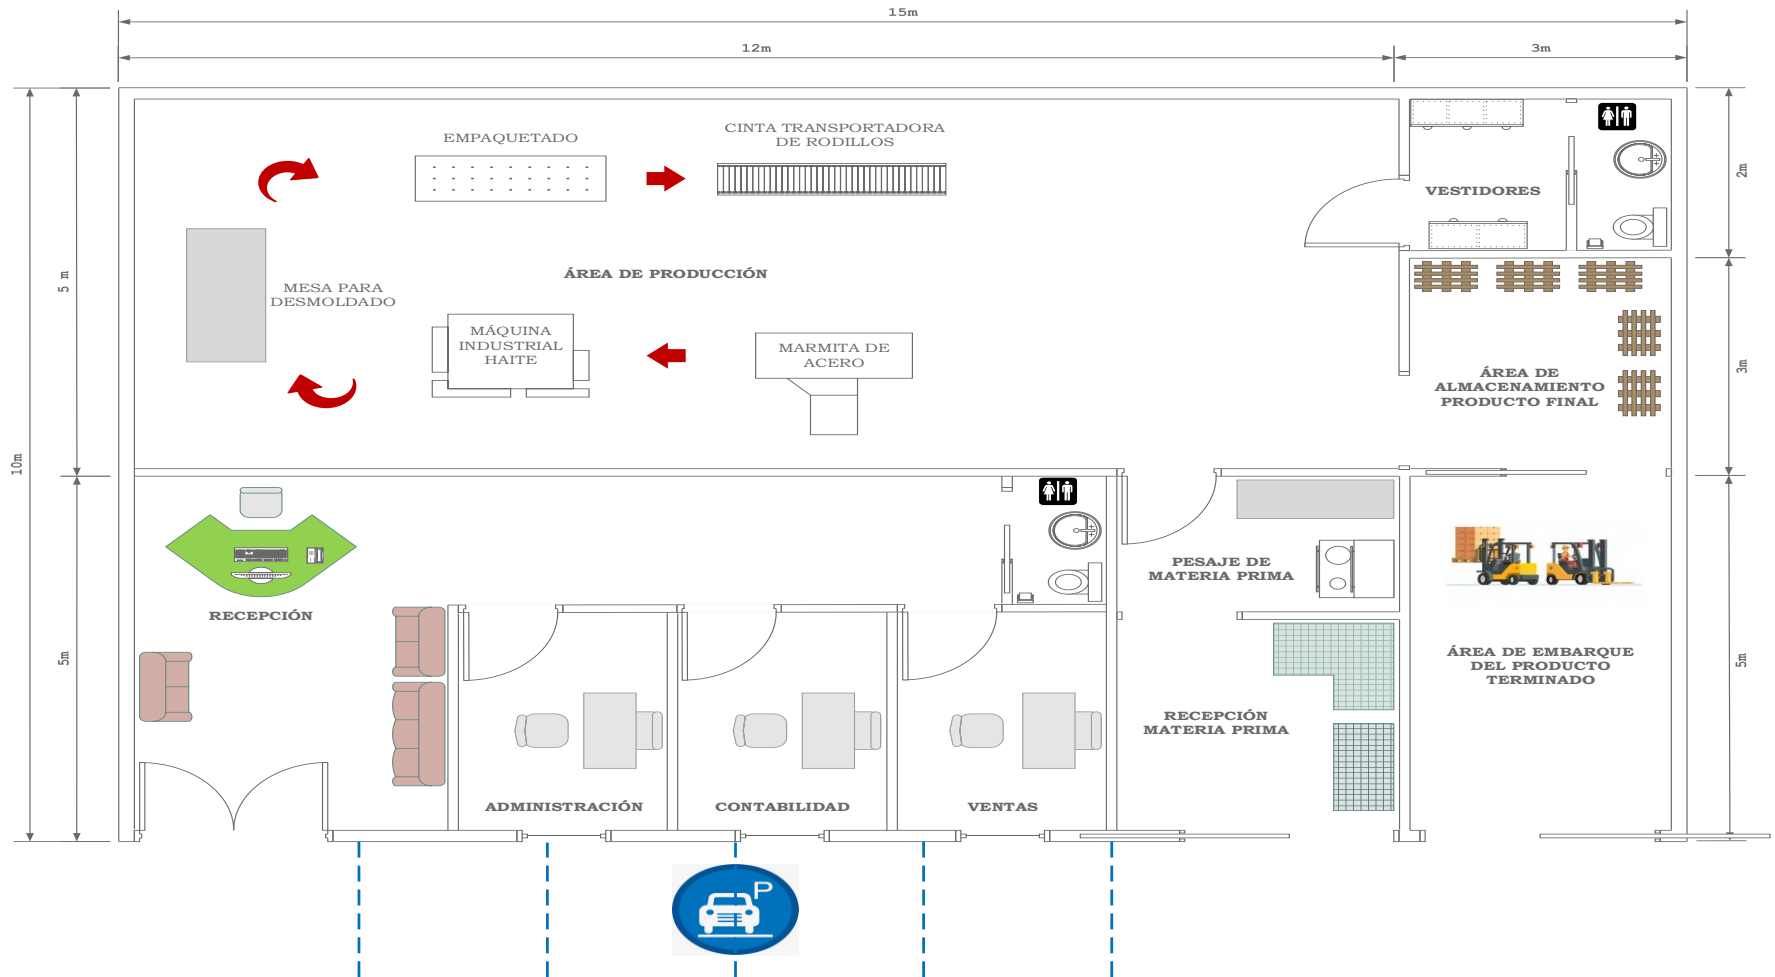 15m
12m
3m
EMPAQUETADO
CINTA TRANSPORTADORA
DE RODILLOS
VESTIDORES
2m
5 m
ÁREA DE PRODUCCIÓN
MESA PARA
DESMOLDADO
MÁQUINA
INDUSTRIAL
HAITE
MARMITA DE
ACERO
ÁREA DE
ALMACENAMIENTO
PRODUCTO FINAL
3m
10m
RECEPCIÓN
PESAJE DE
MATERIA PRIMA
5m
ÁREA DE EMBARQUE
DEL PRODUCTO
TERMINADO
5m
RECEPCIÓN
MATERIA PRIMA
ADMINISTRACIÓN
CONTABILIDAD
VENTAS
P